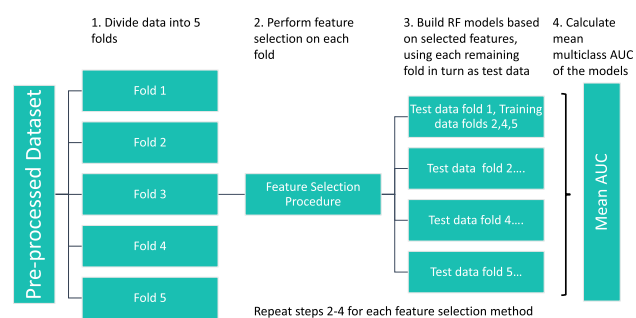 1. Divide data into 5
folds
2. Perform feature
selection on each
fold
3. Build RF models based
on selected features,
using each remaining
fold in turn as test data
4. Calculate
mean
multiclass AUC
of the models
Pre-processed Dataset
Fold 1
Fold 2
Fold 3
Fold 4
Fold 5
Feature Selection
Procedure
Test data fold 1, Training
data folds 2,4,5
Test data  fold 2....
Test data  fold 4....
Test data fold 5...
Mean AUC
Repeat steps 2-4 for each feature selection method